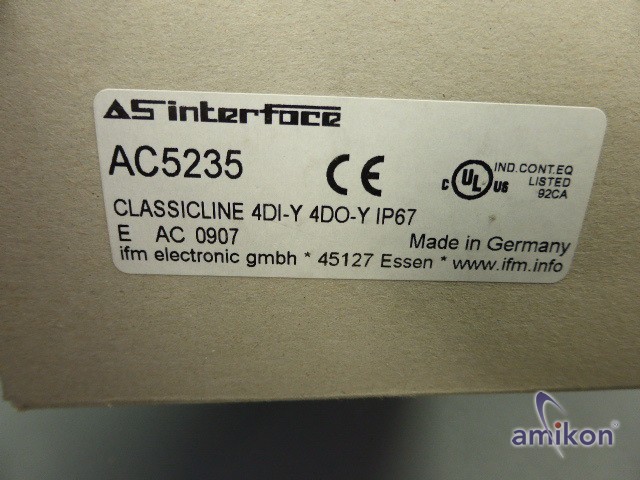 AS interface
AC5235
CE
C UL US
IND.CONT.EQ
LISTED
92CA
CLASSICLINE 4DI-Y 4DO-Y IP67
E AC 0907
Made in Germany
ifm electronic gmbh * 45127 Essen * www.ifm.info
amikon